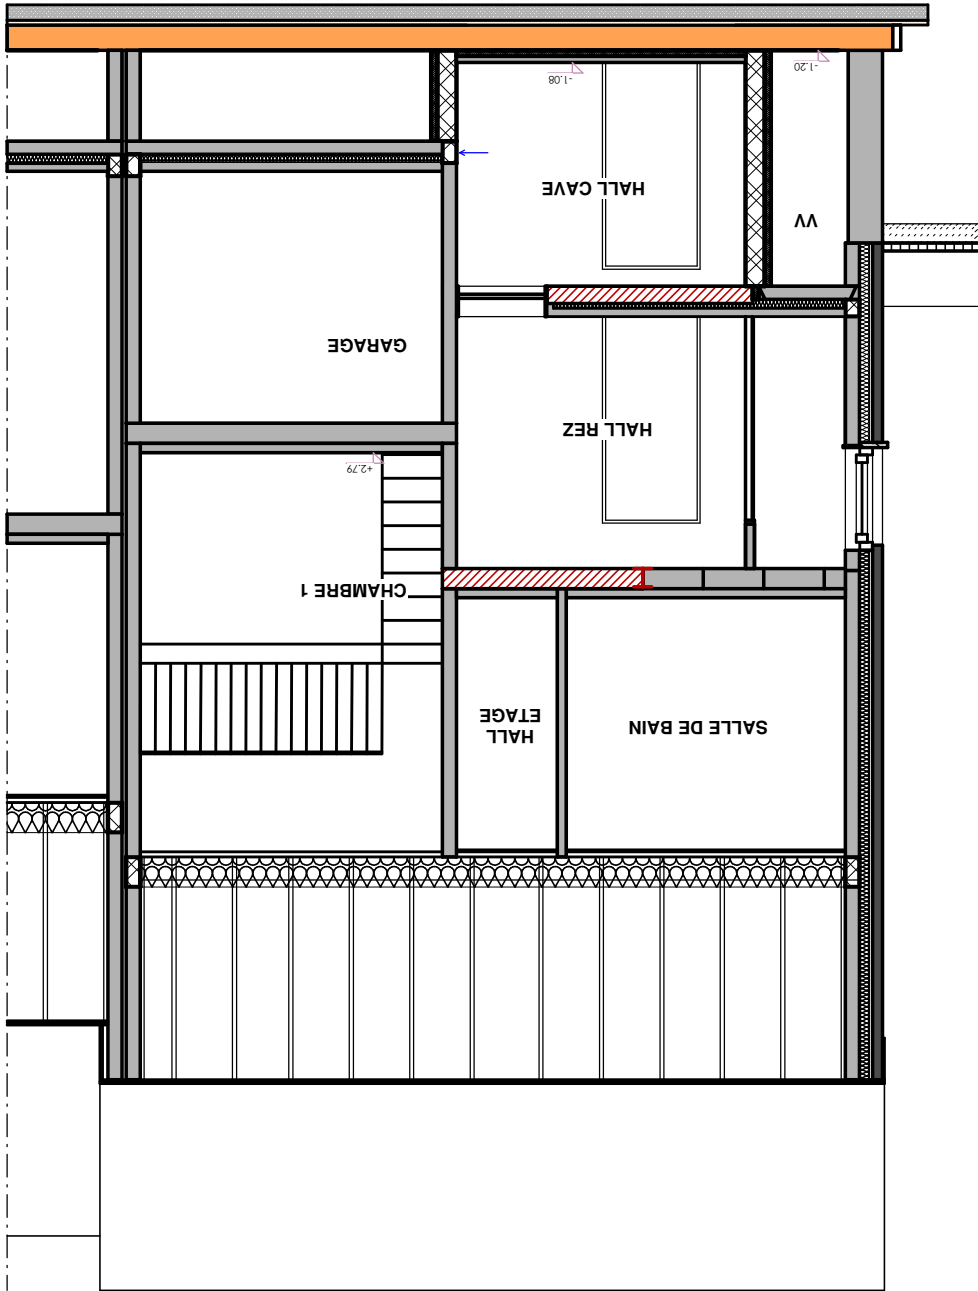 SALLE DE BAIN
HALL
ETAGE
CHAMBRE 1
+2.79
HALL REZ
GARAGE
VV
HALL CAVE
-1.08
-1.20